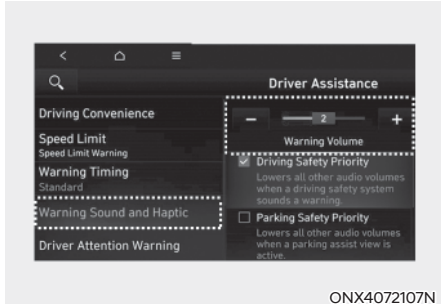 Driver Assistance
Driving Convenience
Speed Limit
Speed Limit Warning
Warning Timing
Standard
Warning Sound and Haptic
Driver Attention Warning
− 2 +
Warning Volume
Driving Safety Priority
Lowers all other audio volumes
when a driving safety system
sounds a warning.
Parking Safety Priority
Lowers all other audio volumes
when a parking assist view is
active.
ONX4072107N